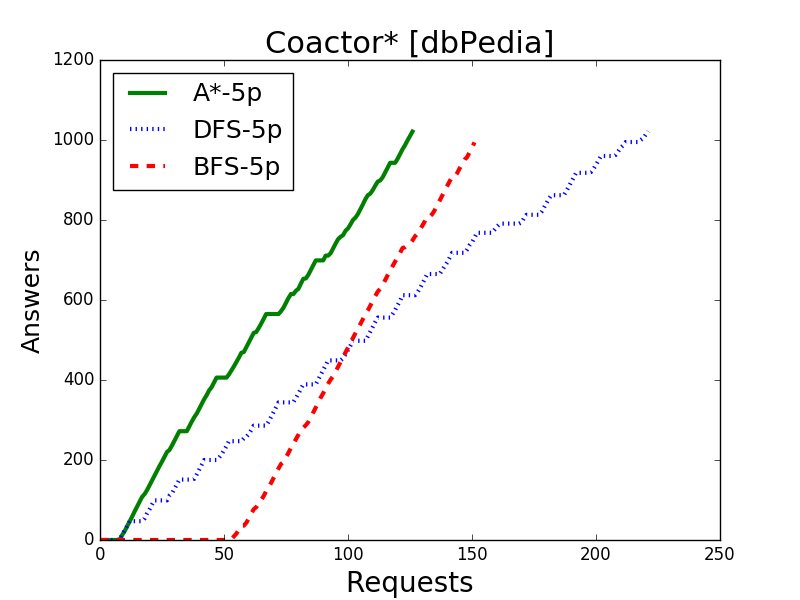 Coactor* [dbPedia]
1200
1000
800
600
400
200
0
Answers
A*-5p
DFS-5p
BFS-5p
0 50 100 150 200 250
Requests